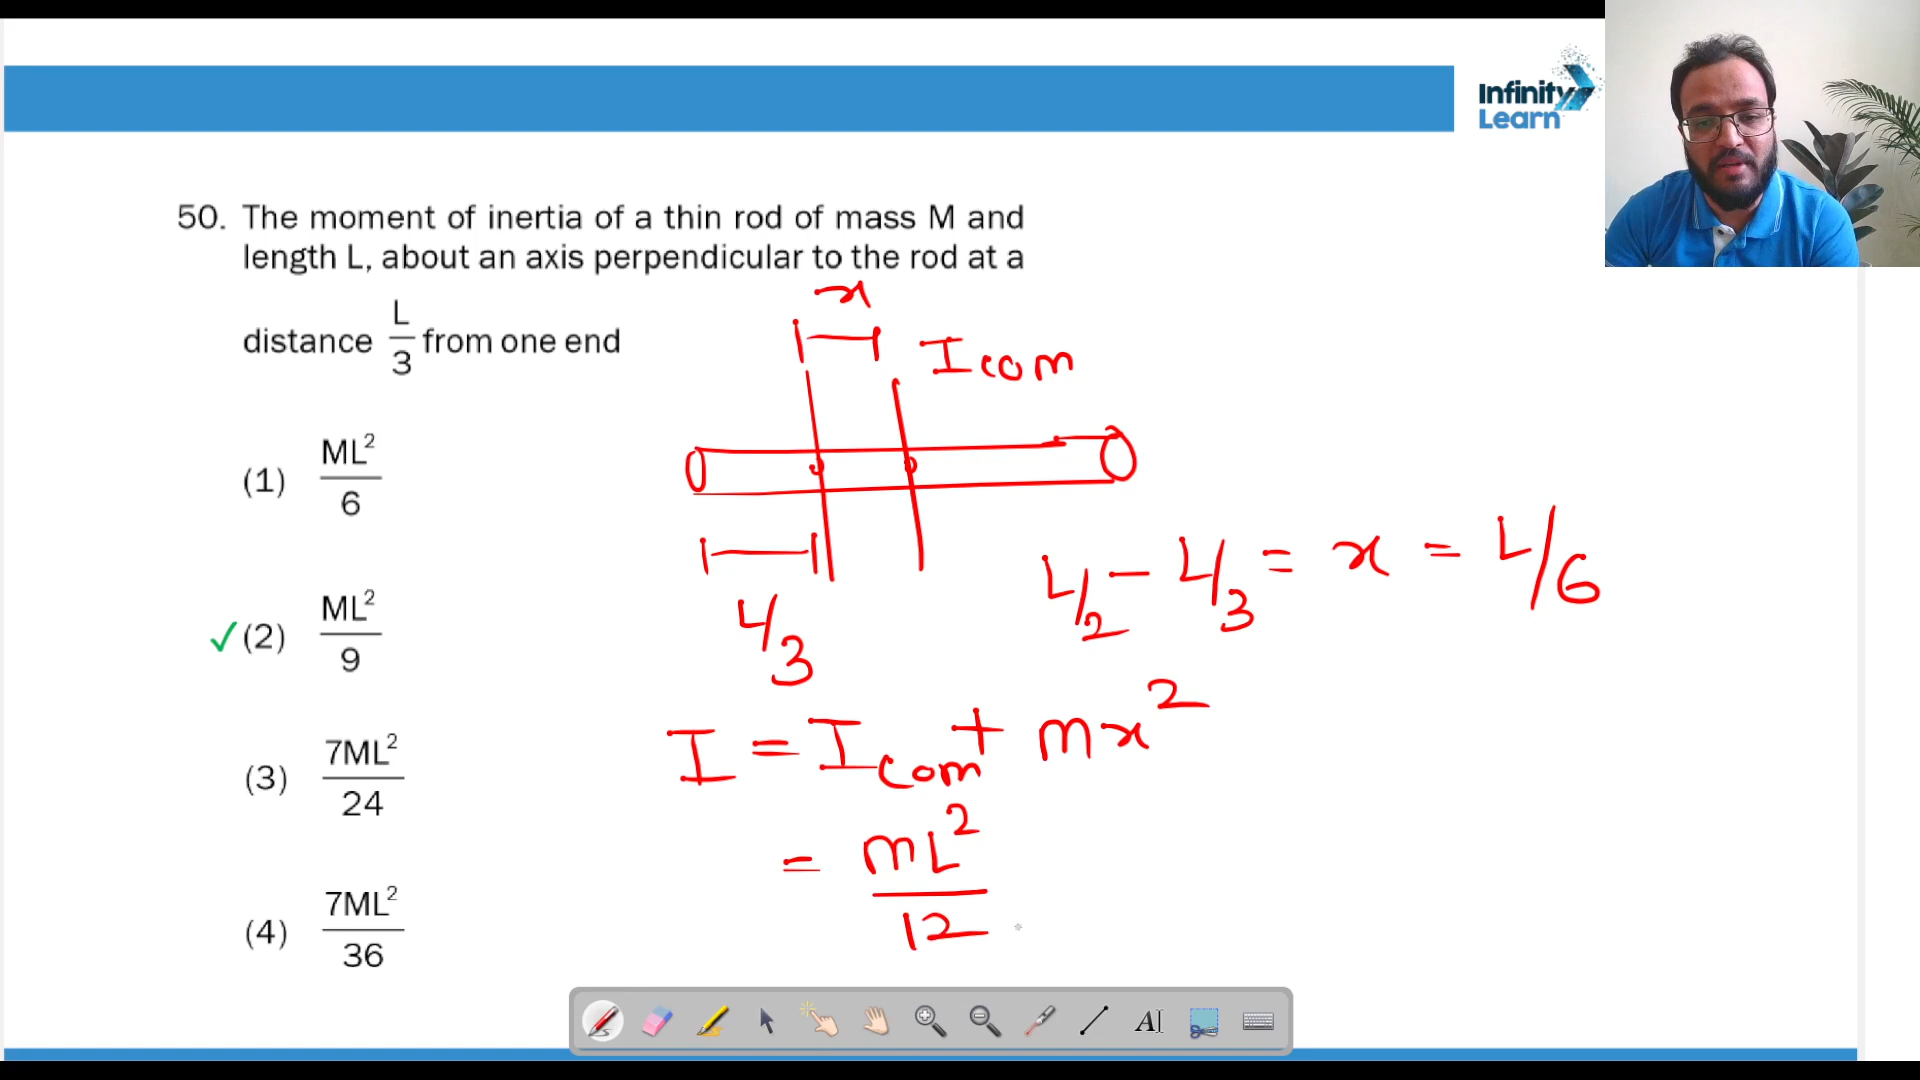 Infinity
Learn
50. The moment of inertia of a thin rod of mass M and
length L, about an axis perpendicular to the rod at a
distance L/3 from one end
x
Icom
(1) ML²/6
L/2 - L/3 = x = L/6
L/3
✓(2) ML²/9
I = Icom + mx²
(3) 7ML²/24
= mL²/12
(4) 7ML²/36
AI